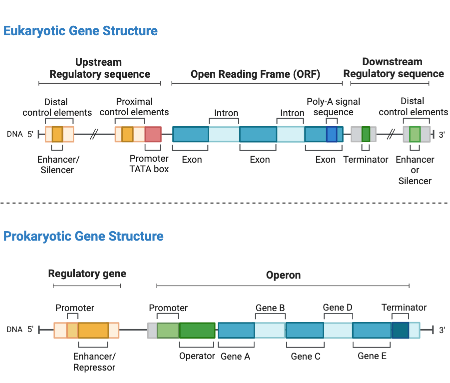 Eukaryotic Gene Structure
Upstream
Regulatory sequence
Open Reading Frame (ORF)
Downstream
Regulatory sequence
Distal
control elements
Proximal
control elements
Intron
Intron
Poly-A signal
sequence
Distal
control elements
DNA 5'
3'
Enhancer/
Silencer
Promoter
TATA box
Exon
Exon
Exon
Terminator
Enhancer
or
Silencer
Prokaryotic Gene Structure
Regulatory gene
Operon
Promoter
Promoter
Gene B
Gene D
Terminator
DNA 5'
3'
Enhancer/
Repressor
Operator
Gene A
Gene C
Gene E